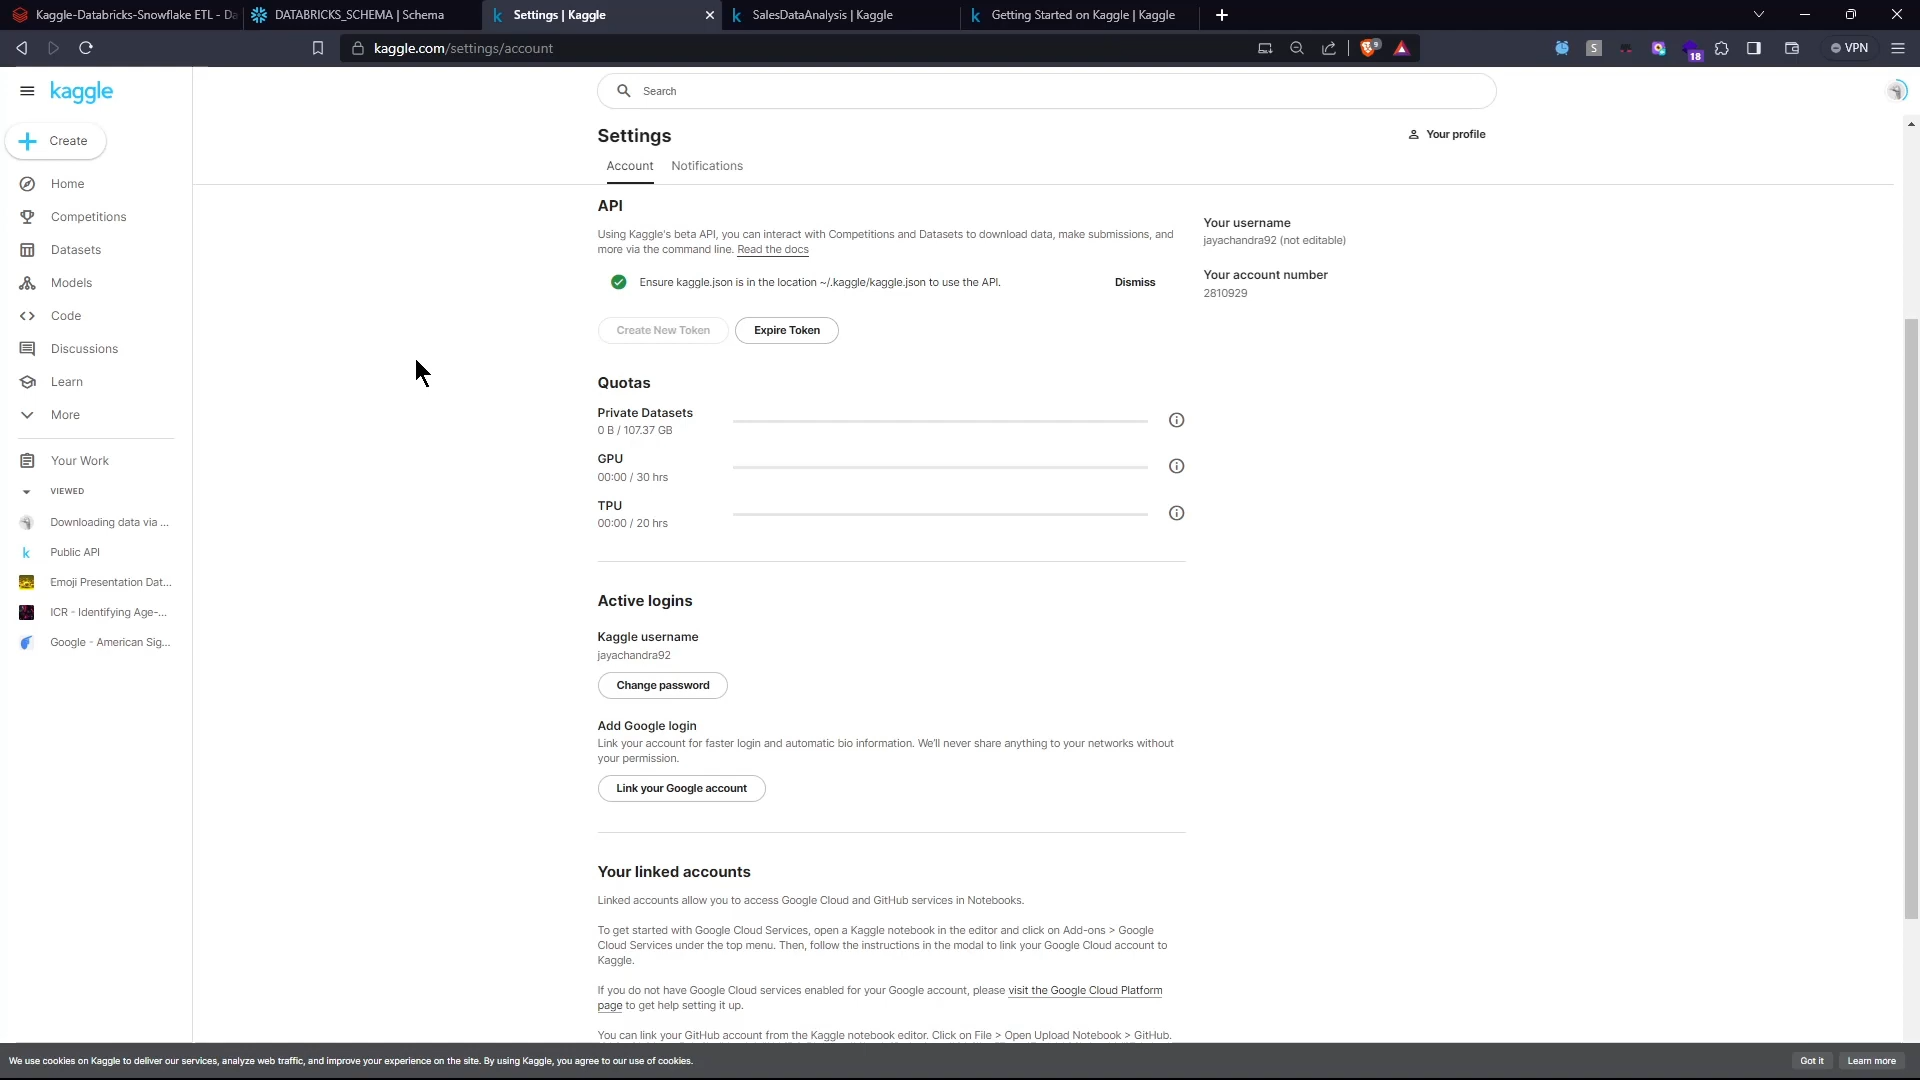 Kaggle-Databricks-Snowflake ETL - Da
DATABRICKS_SCHEMA | Schema
Settings | Kaggle
SalesDataAnalysis | Kaggle
Getting Started on Kaggle | Kaggle
kaggle.com/settings/account
9
S
18
VPN
kaggle
Search
Create
Home
Competitions
Datasets
Models
Code
Discussions
Learn
More
Your Work
VIEWED
Downloading data via ...
Public API
Emoji Presentation Dat...
ICR - Identifying Age-...
Google - American Sig...
Settings
Your profile
Account
Notifications
API
Using Kaggle's beta API, you can interact with Competitions and Datasets to download data, make submissions, and
more via the command line. Read the docs
Ensure kaggle.json is in the location ~/.kaggle/kaggle.json to use the API.
Dismiss
Create New Token
Expire Token
Your username
jayachandra92 (not editable)
Your account number
2810929
Quotas
Private Datasets
0 B / 107.37 GB
GPU
00:00 / 30 hrs
TPU
00:00 / 20 hrs
Active logins
Kaggle username
jayachandra92
Change password
Add Google login
Link your account for faster login and automatic bio information. We'll never share anything to your networks without
your permission.
Link your Google account
Your linked accounts
Linked accounts allow you to access Google Cloud and GitHub services in Notebooks.
To get started with Google Cloud Services, open a Kaggle notebook in the editor and click on Add-ons > Google
Cloud Services under the top menu. Then, follow the instructions in the modal to link your Google Cloud account to
Kaggle.
If you do not have Google Cloud services enabled for your Google account, please visit the Google Cloud Platform
page to get help setting it up.
You can link your GitHub account from the Kaggle notebook editor. Click on File > Open Upload Notebook > GitHub.
We use cookies on Kaggle to deliver our services, analyze web traffic, and improve your experience on the site. By using Kaggle, you agree to our use of cookies.
Got it
Learn more